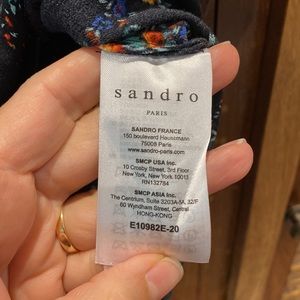 sandro
PARIS
SANDRO FRANCE
150 boulevard Haussmann
75008 Paris
www.sandro-paris.com
SMCP USA Inc.
10 Crosby Street, 3rd Floor
New York, New York 10013
RN132784
SMCP ASIA Inc.
The Centrium, Suite 3203A-5A, 32/F
60 Wyndham Street, Central
HONG-KONG
E10982E-20